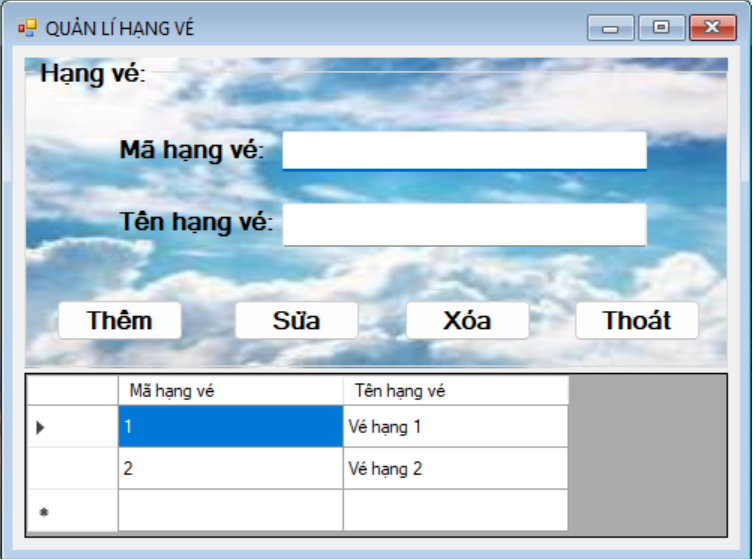 QUẢN LÍ HẠNG VÉ
Hạng vé:
Mã hạng vé:
Tên hạng vé:
Thêm Sửa Xóa Thoát
Mã hạng vé Tên hạng vé
1 Vé hạng 1
2 Vé hạng 2